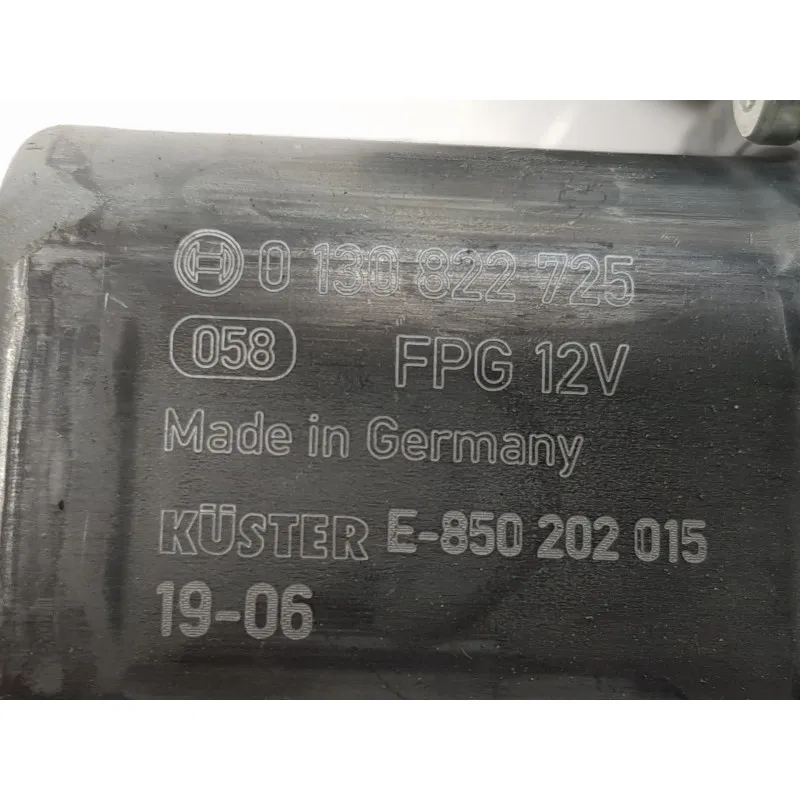 0 130 822 725
058 FPG 12V
Made in Germany
KÜSTER E-850 202 015
19-06